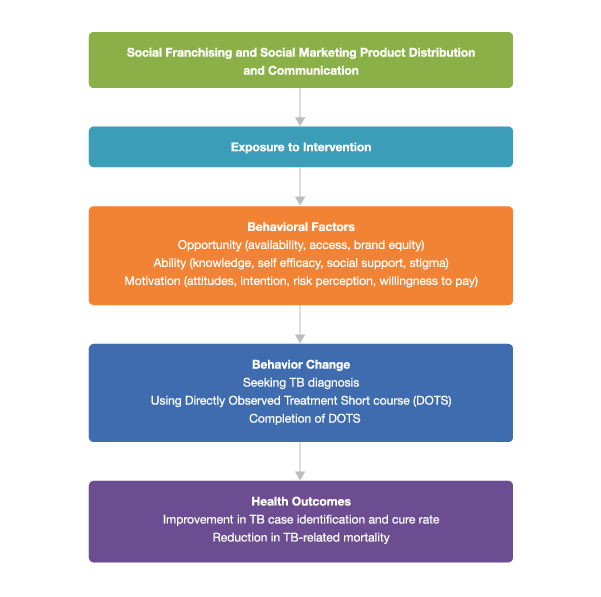 Social Franchising and Social Marketing Product Distribution
and Communication
Exposure to Intervention
Behavioral Factors
Opportunity (availability, access, brand equity)
Ability (knowledge, self efficacy, social support, stigma)
Motivation (attitudes, intention, risk perception, willingness to pay)
Behavior Change
Seeking TB diagnosis
Using Directly Observed Treatment Short course (DOTS)
Completion of DOTS
Health Outcomes
Improvement in TB case identification and cure rate
Reduction in TB-related mortality